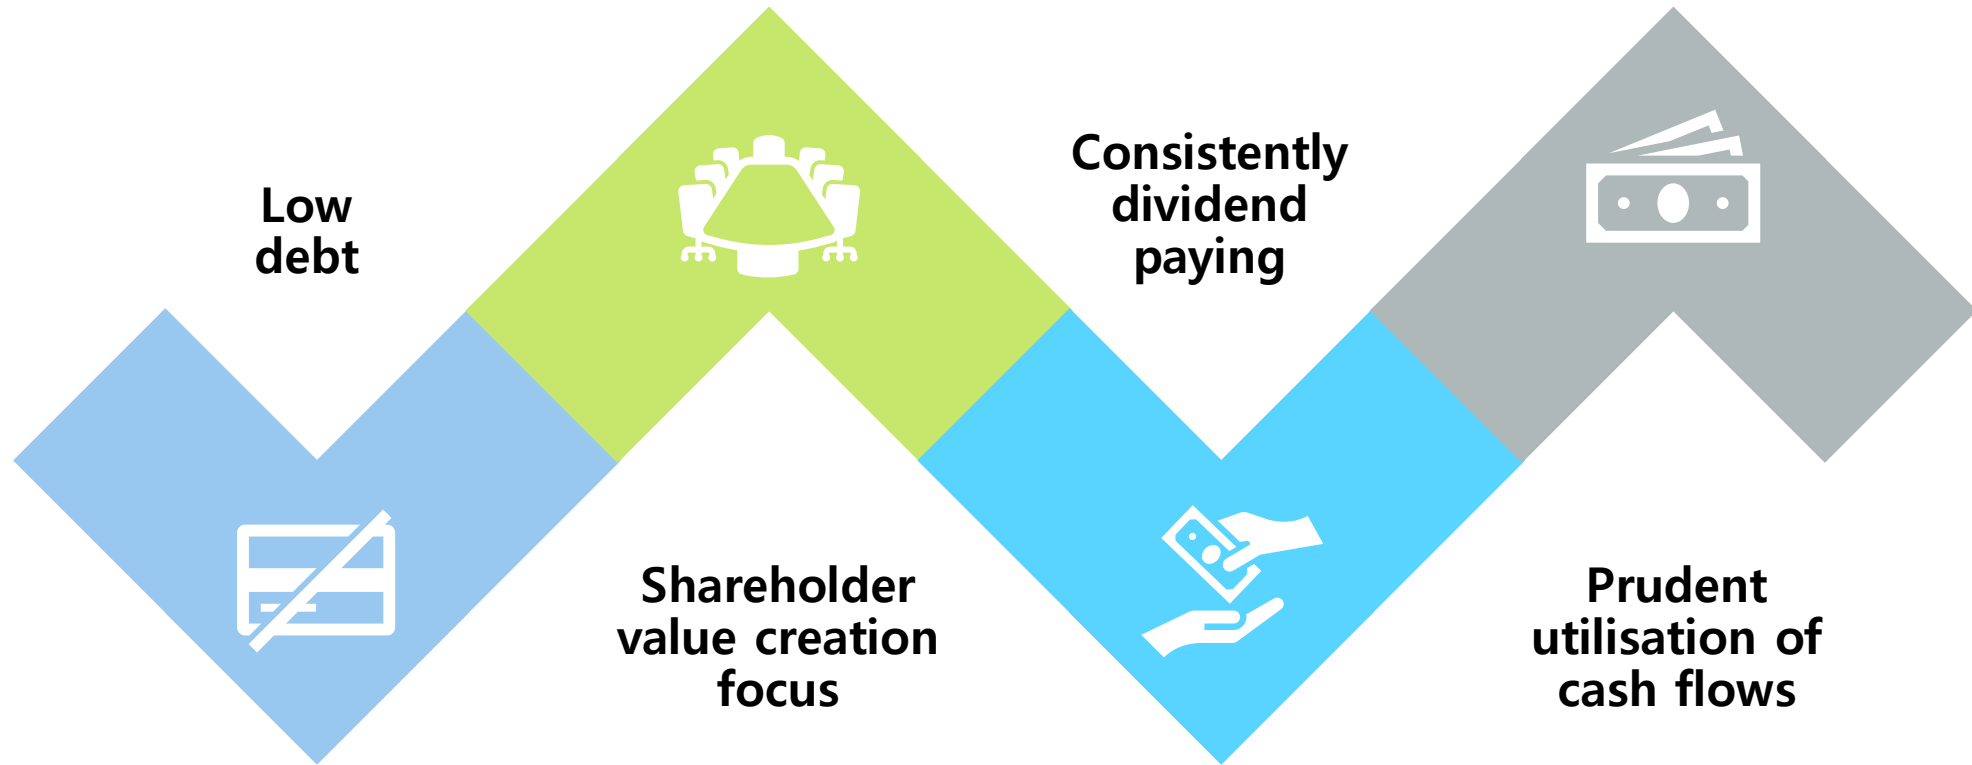 Low
debt
Shareholder
value creation
focus
Consistently
dividend
paying
Prudent
utilisation of
cash flows